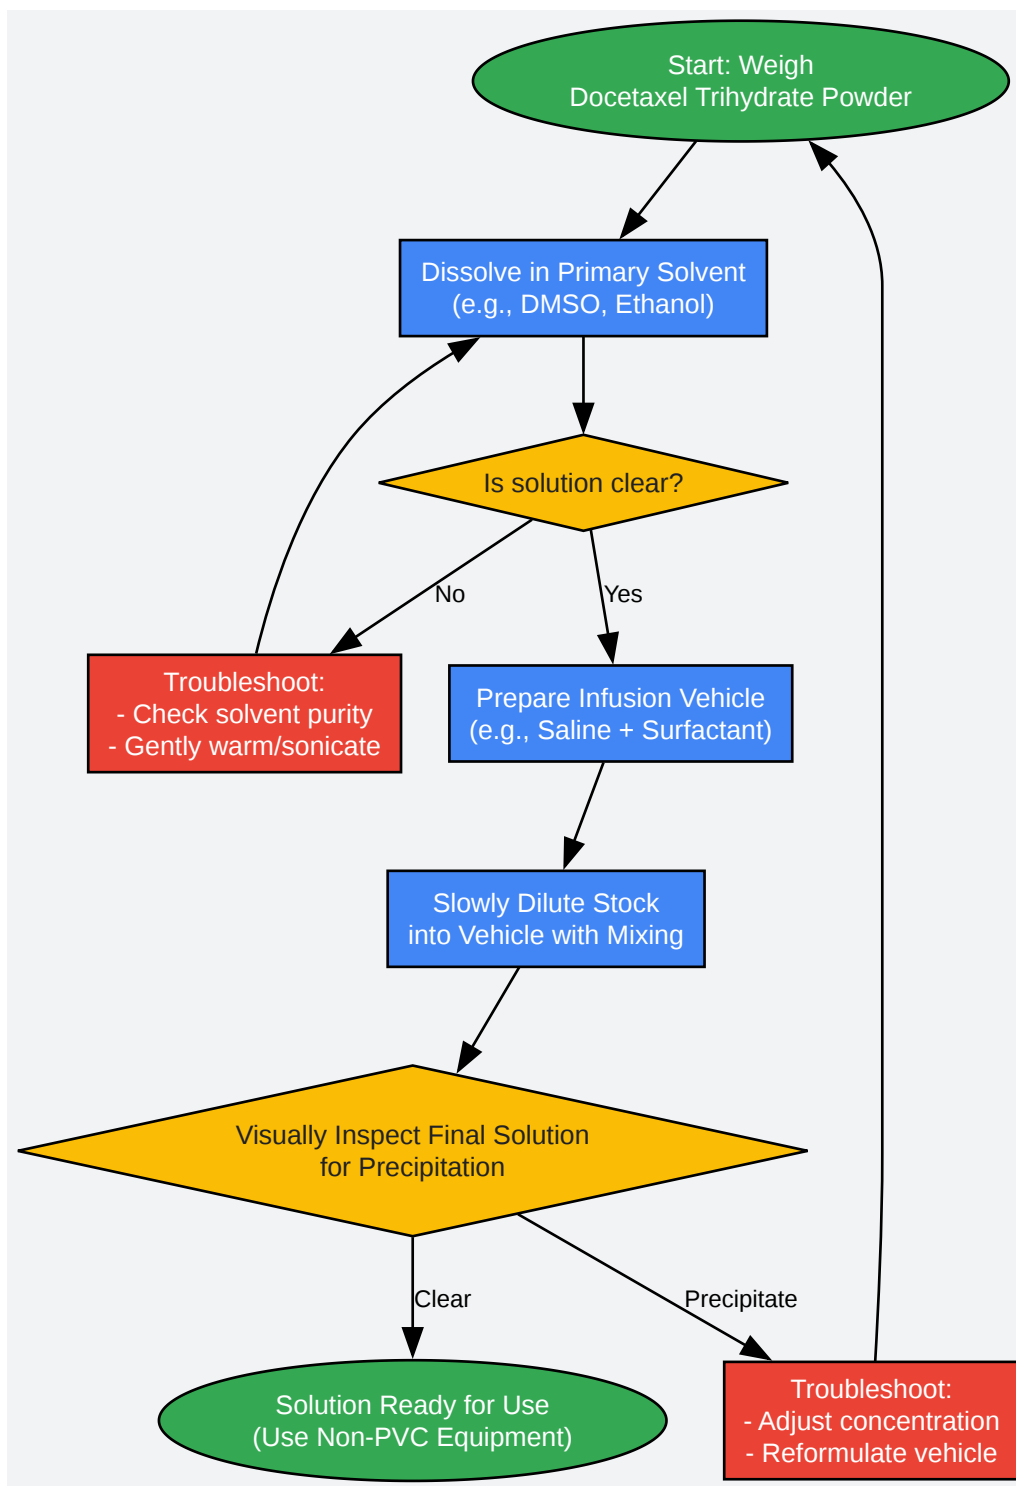 Start: Weigh
Docetaxel Trihydrate Powder
Dissolve in Primary Solvent
(e.g., DMSO, Ethanol)
Is solution clear?
No
Yes
Troubleshoot:
- Check solvent purity
- Gently warm/sonicate
Prepare Infusion Vehicle
(e.g., Saline + Surfactant)
Slowly Dilute Stock
into Vehicle with Mixing
Visually Inspect Final Solution
for Precipitation
Clear
Precipitate
Solution Ready for Use
(Use Non-PVC Equipment)
Troubleshoot:
- Adjust concentration
- Reformulate vehicle